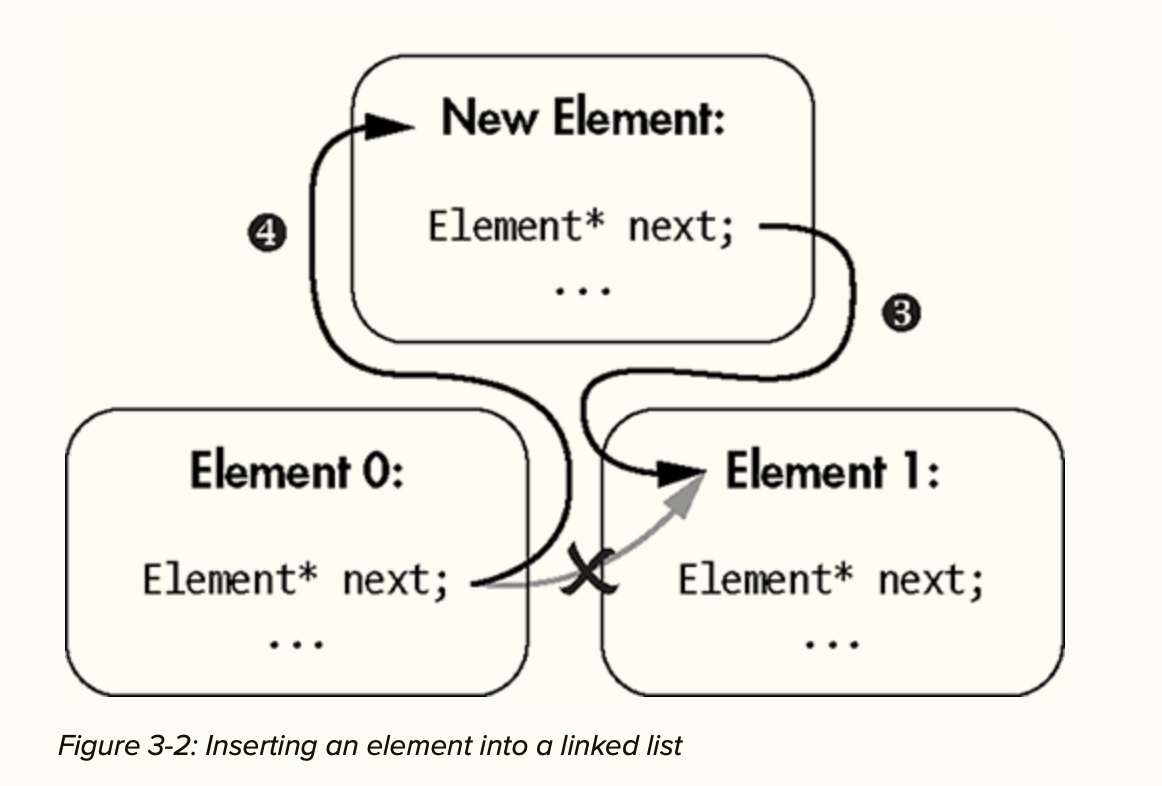 New Element:
❹
Element* next;
...
❸
Element 0:
Element 1:
Element* next;
Element* next;
...
...
Figure 3-2: Inserting an element into a linked list